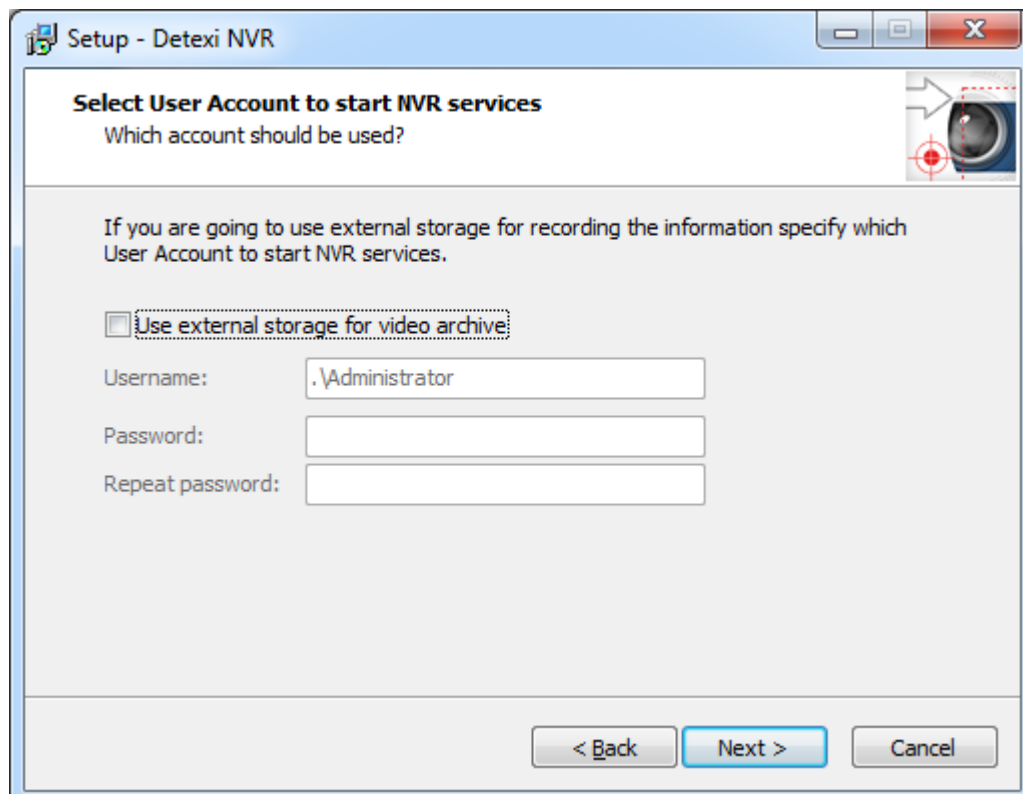 Setup - Detexi NVR
Select User Account to start NVR services
Which account should be used?
If you are going to use external storage for recording the information specify which
User Account to start NVR services.
Use external storage for video archive
Username: .\Administrator
Password:
Repeat password:
< Back Next > Cancel